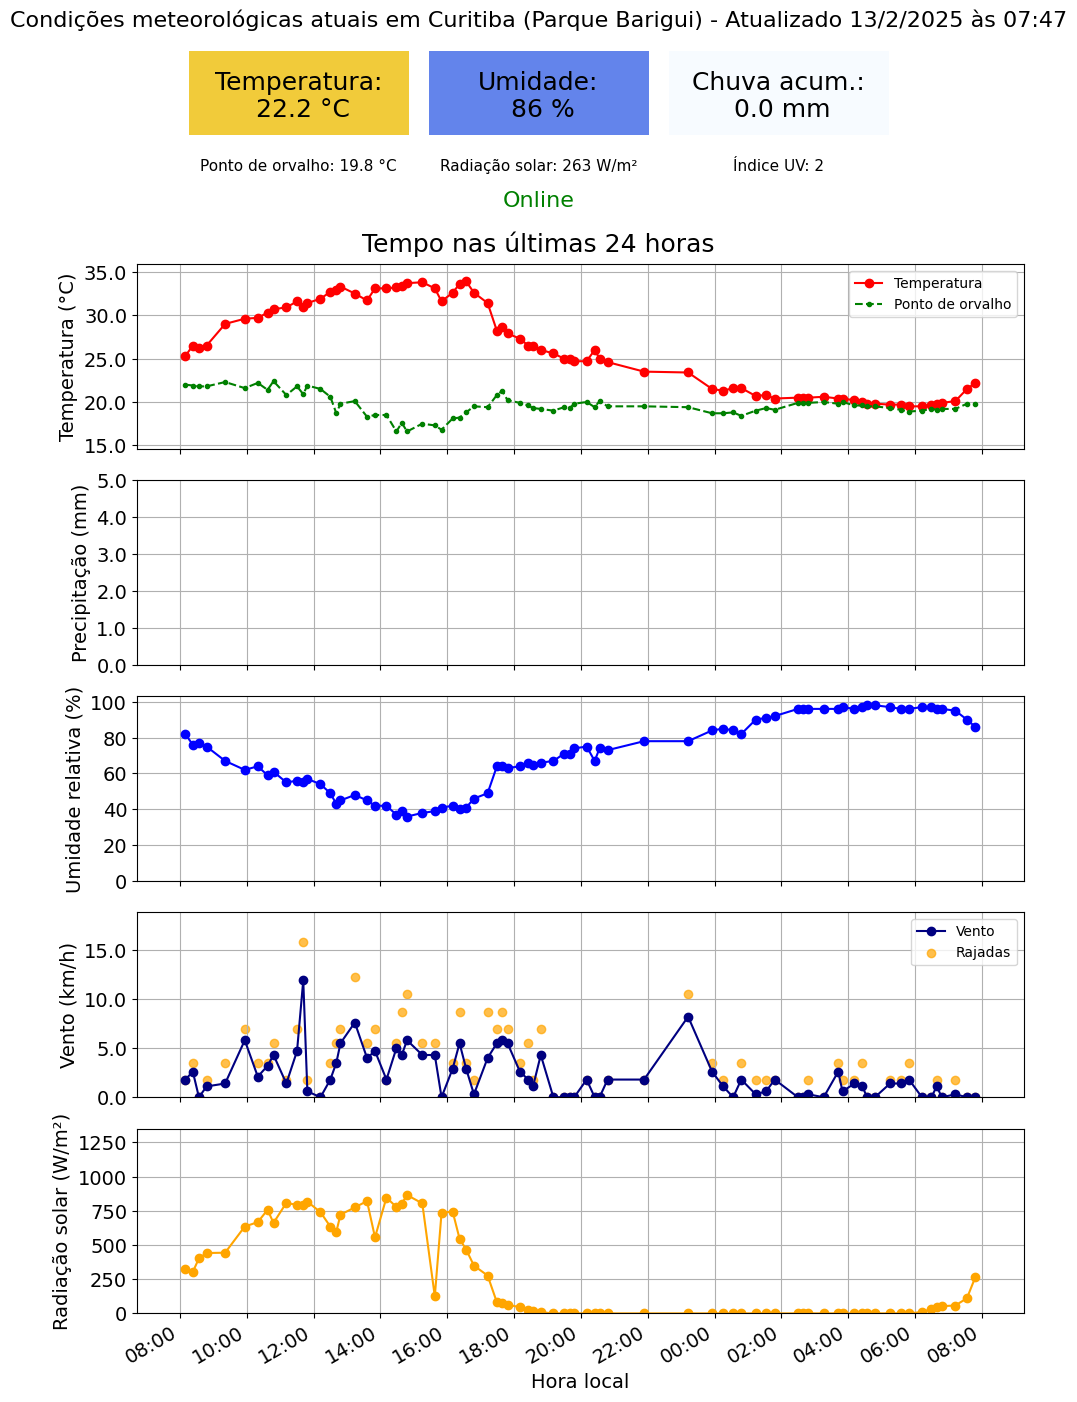 Condições meteorológicas atuais em Curitiba (Parque Barigui) - Atualizado 13/2/2025 às 07:47
Temperatura:
22.2 °C
Umidade:
86 %
Chuva acum.:
0.0 mm
Ponto de orvalho: 19.8 °C
Radiação solar: 263 W/m²
Índice UV: 2
Online
Tempo nas últimas 24 horas
Temperatura (°C)
35.0
30.0
25.0
20.0
15.0
Temperatura
Ponto de orvalho
Precipitação (mm)
5.0
4.0
3.0
2.0
1.0
0.0
Umidade relativa (%)
100
80
60
40
20
0
Vento (km/h)
15.0
10.0
5.0
0.0
Vento
Rajadas
Radiação solar (W/m²)
1250
1000
750
500
250
0
08:00
10:00
12:00
14:00
16:00
18:00
20:00
22:00
00:00
02:00
04:00
06:00
08:00
Hora local